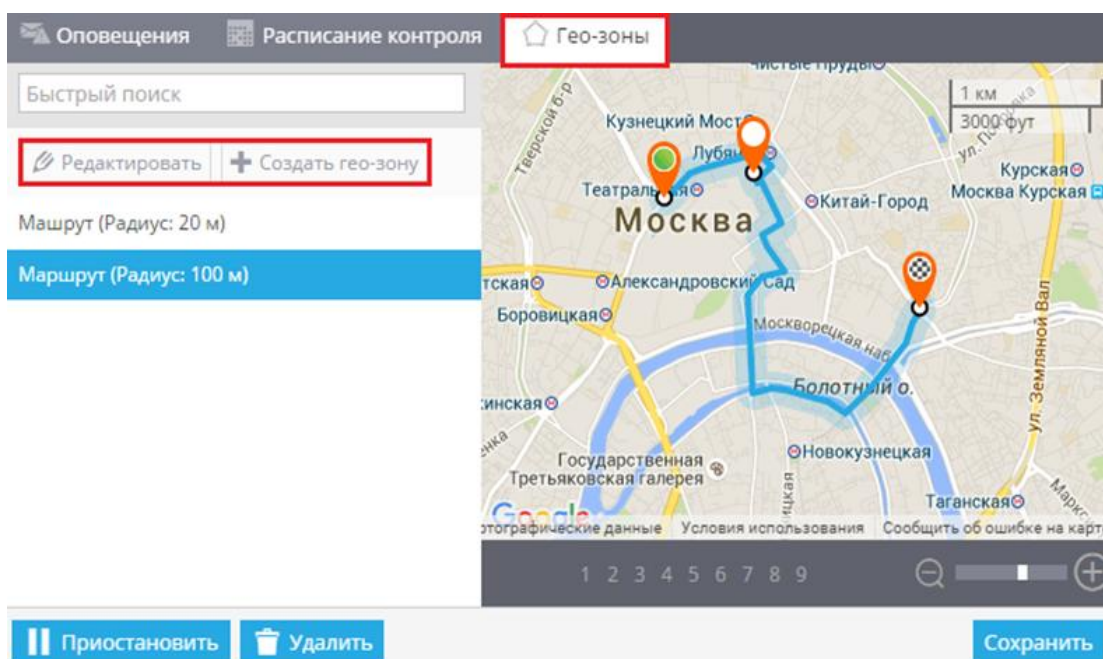 Оповещения
Расписание контроля
Гео-зоны
Быстрый поиск
Редактировать
Создать гео-зону
Машрут (Радиус: 20 м)
Маршрут (Радиус: 100 м)
1 км
3000 фут
Тверской б-р
Кузнецкий Мост
Курская
Москва Курская
Китай-Город
Москва
Александровский Сад
Боровицкая
Москворецкая наб
ул. Земляной Вал
Болотный о.
Новокузнецкая
Государственная
Третьяковская галерея
Таганская
Google
Условия использования
Сообщить об ошибке на карт
1 2 3 4 5 6 7 8 9
Приостановить
Удалить
Сохранить